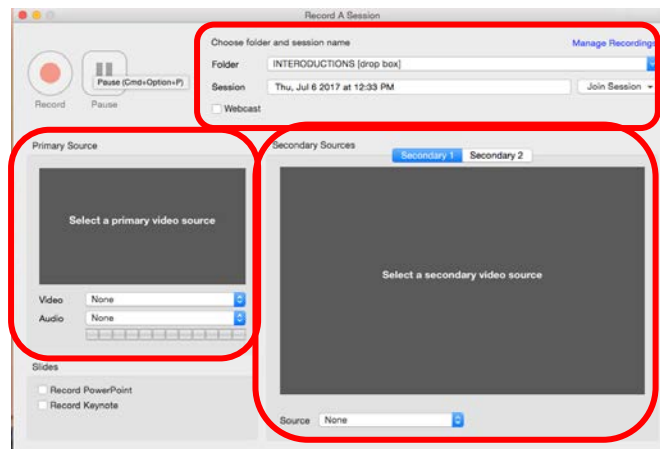 Record A Session
Choose folder and session name Manage Recordings
Folder INTERODUCTIONS [drop box]
Pause (Cmd+Option+P)
Session Thu, Jul 6 2017 at 12:33 PM Join Session
Record Pause
Webcast
Primary Source
Secondary Sources
Secondary 1 Secondary 2
Select a primary video source
Select a secondary video source
Video None
Audio None
Slides
Record PowerPoint
Record Keynote
Source None